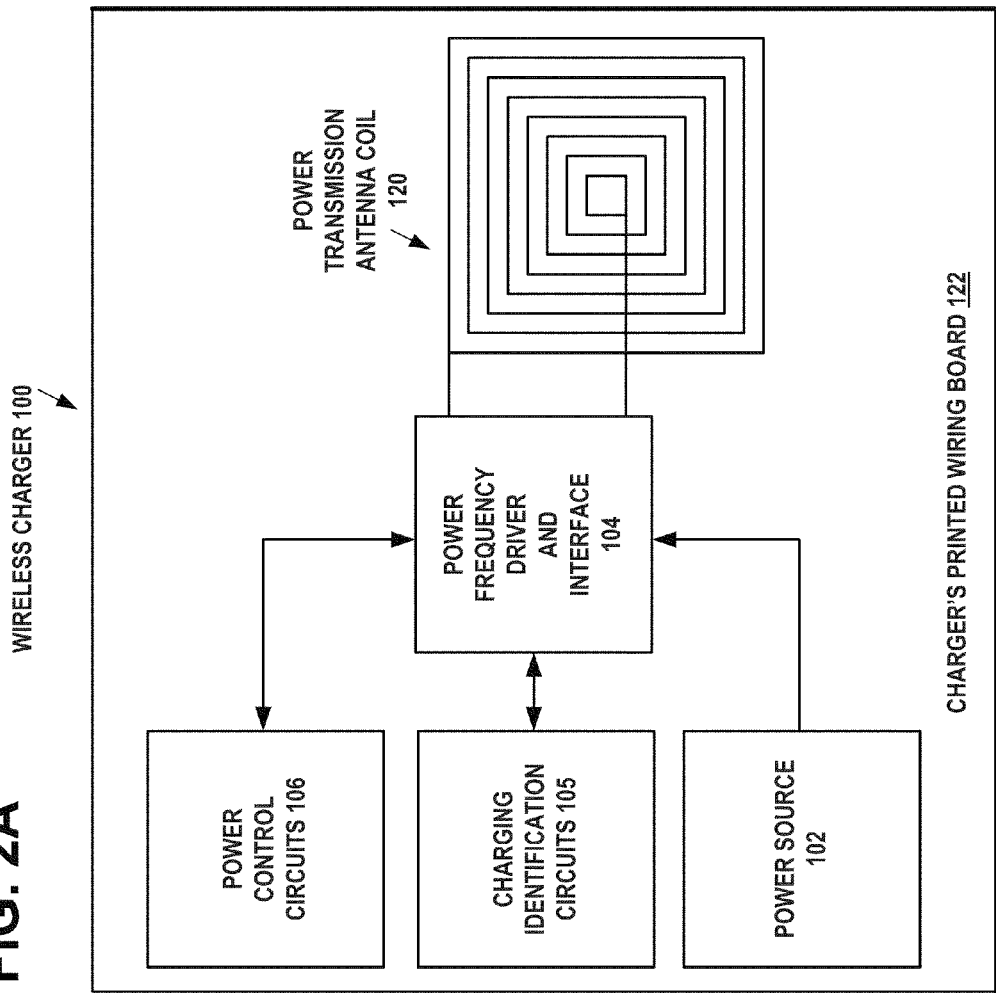 FIG. 2A
WIRELESS CHARGER 100
POWER
CONTROL
CIRCUITS 106
CHARGING
IDENTIFICATION
CIRCUITS 105
POWER SOURCE
102
POWER
FREQUENCY
DRIVER
AND
INTERFACE
104
POWER
TRANSMISSION
ANTENNA COIL
120
CHARGER'S PRINTED WIRING BOARD 122